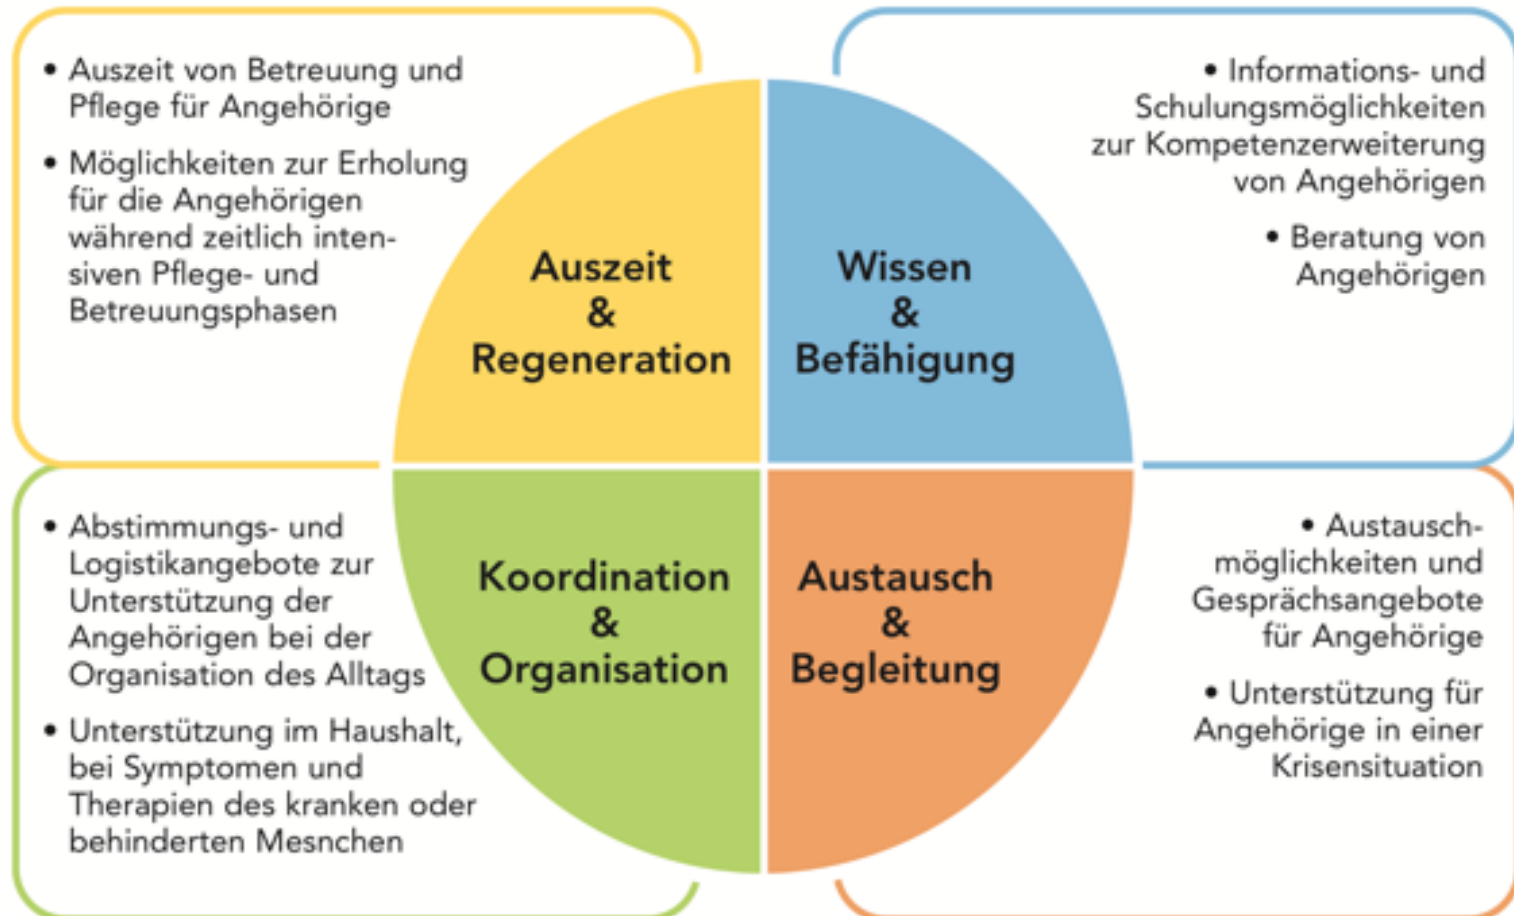 • Auszeit von Betreuung und
Pflege für Angehörige
• Möglichkeiten zur Erholung
für die Angehörigen
während zeitlich inten-
siven Pflege- und
Betreuungsphasen
Auszeit
&
Regeneration
Wissen
&
Befähigung
• Informations- und
Schulungsmöglichkeiten
zur Kompetenzerweiterung
von Angehörigen
• Beratung von
Angehörigen
• Abstimmungs- und
Logistikangebote zur
Unterstützung der
Angehörigen bei der
Organisation des Alltags
• Unterstützung im Haushalt,
bei Symptomen und
Therapien des kranken oder
behinderten Mesnchen
Koordination
&
Organisation
Austausch
&
Begleitung
• Austausch-
möglichkeiten und
Gesprächsangebote
für Angehörige
• Unterstützung für
Angehörige in einer
Krisensituation